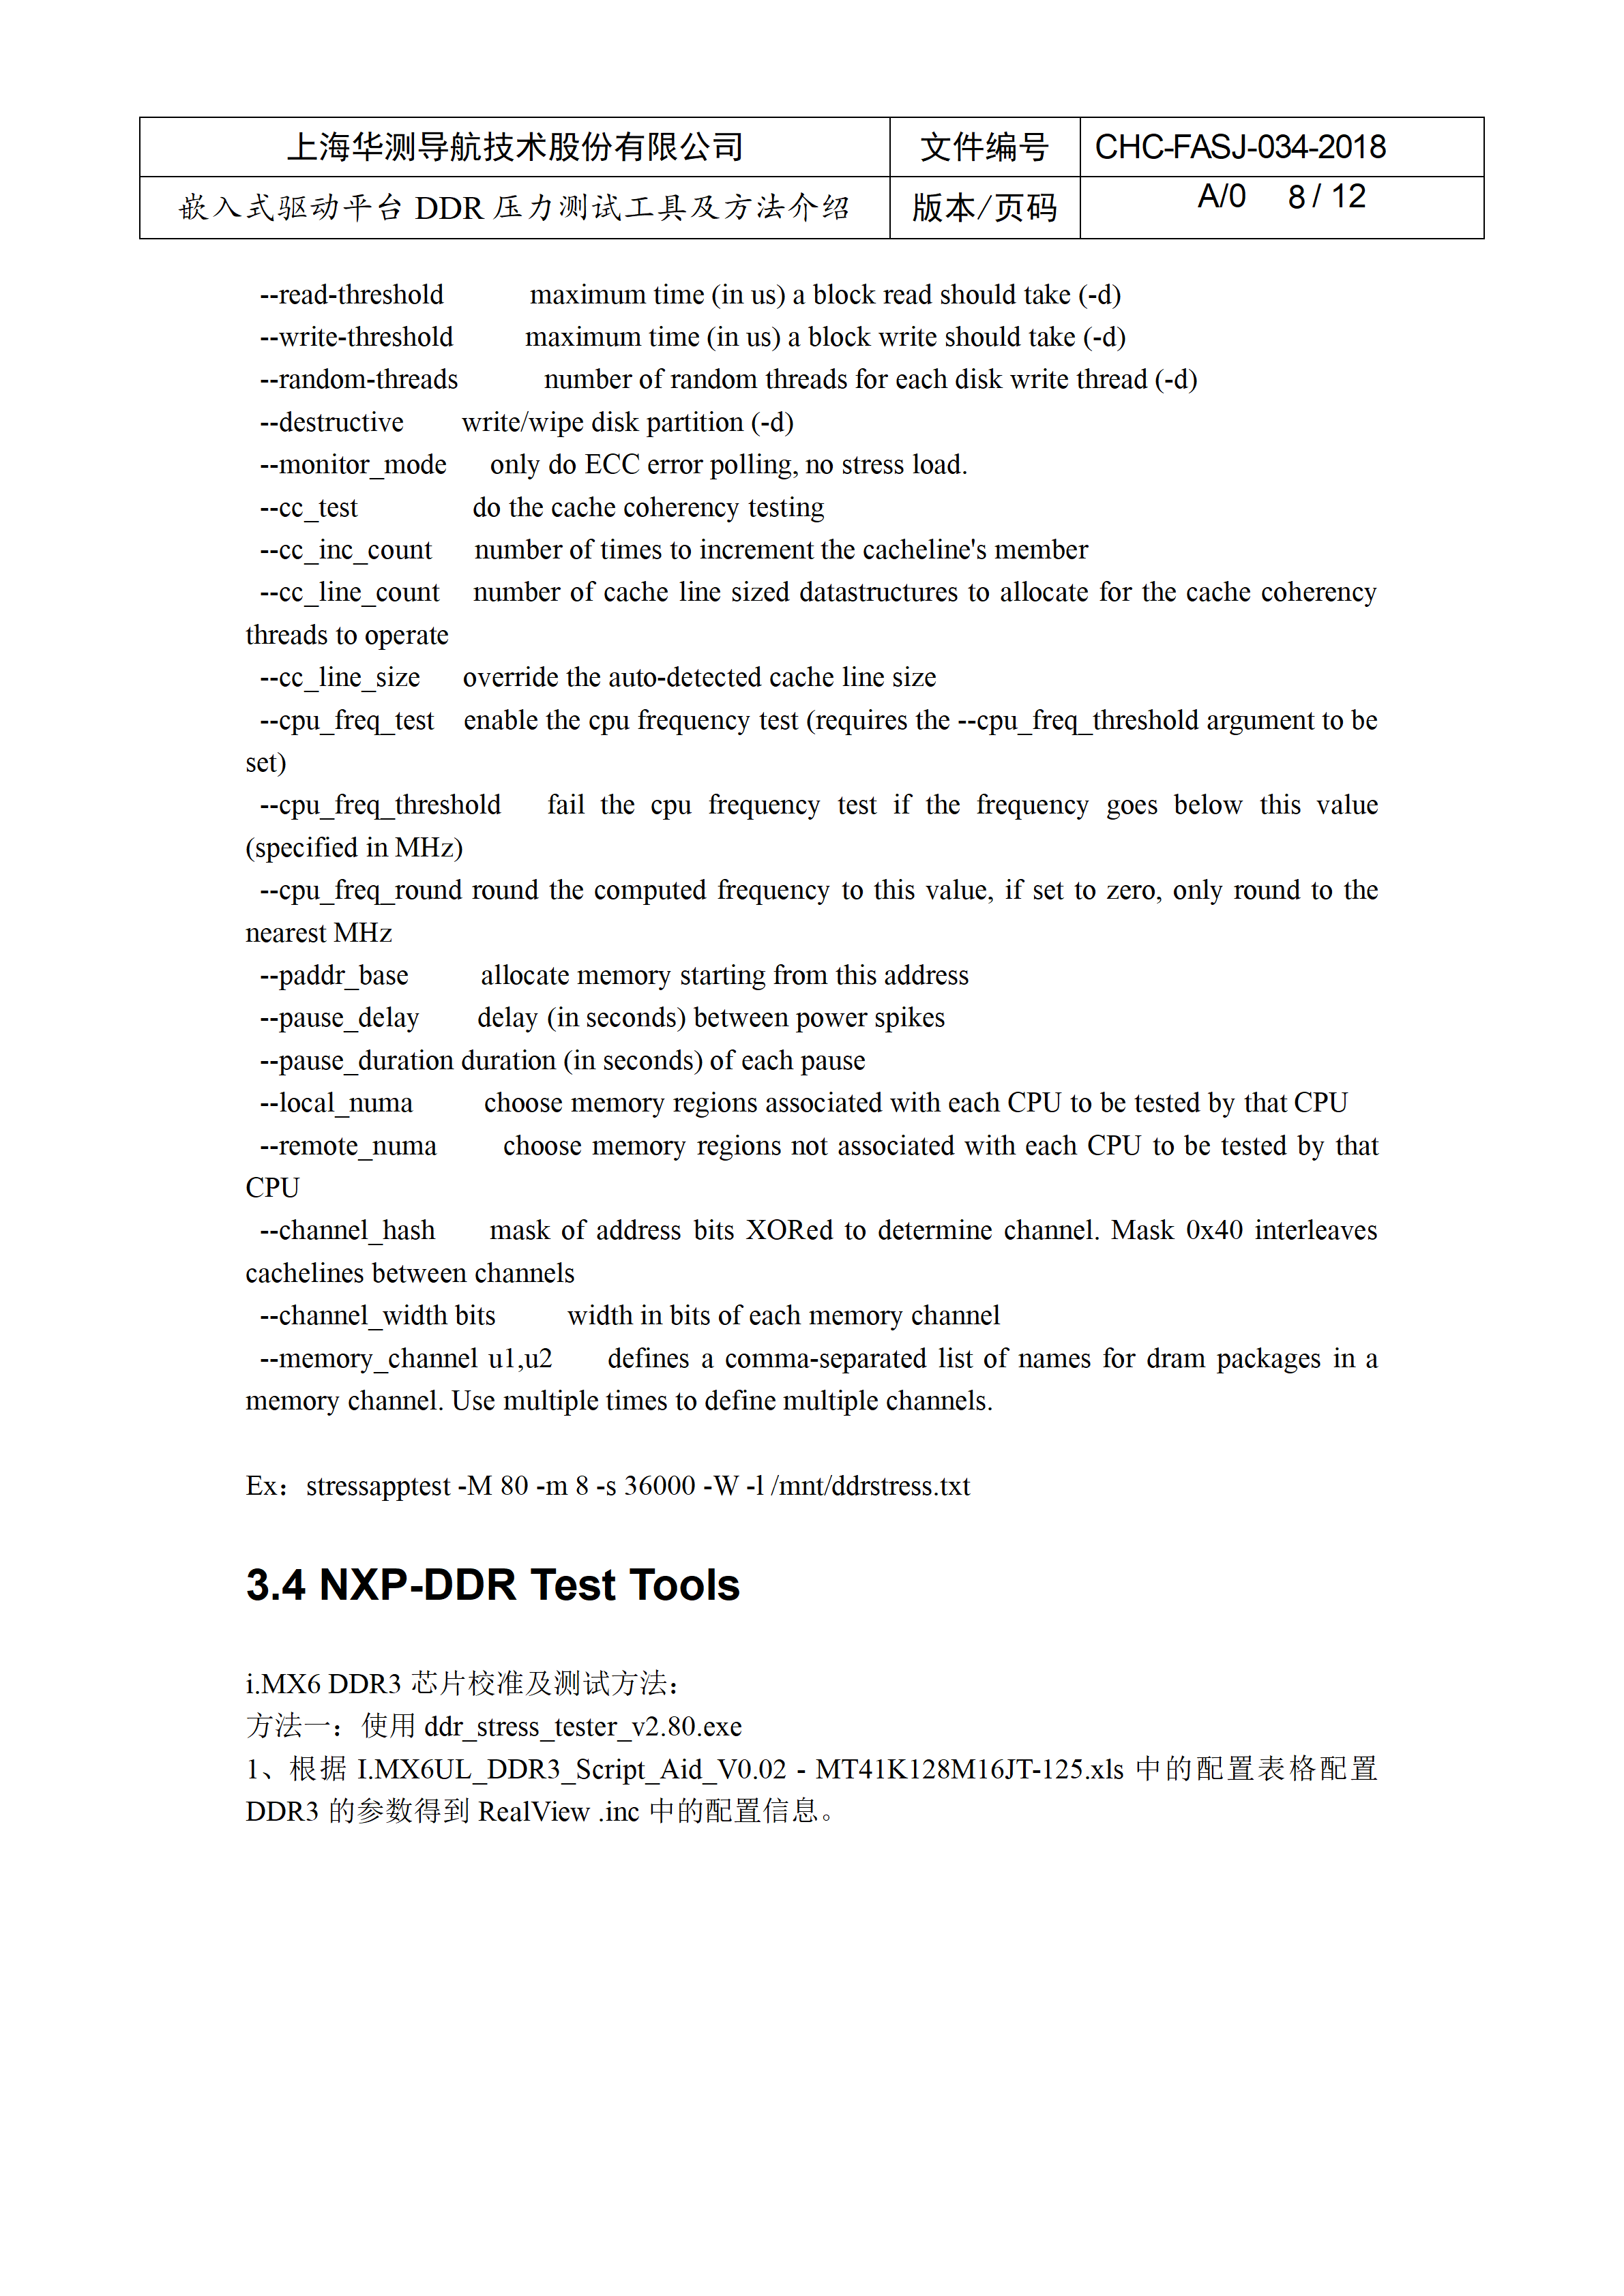 上海华测导航技术股份有限公司 文件编号 CHC-FASJ-034-2018
嵌入式驱动平台 DDR 压力测试工具及方法介绍 版本/页码 A/0 8 / 12
--read-threshold maximum time (in us) a block read should take (-d)
--write-threshold maximum time (in us) a block write should take (-d)
--random-threads number of random threads for each disk write thread (-d)
--destructive write/wipe disk partition (-d)
--monitor_mode only do ECC error polling, no stress load.
--cc_test do the cache coherency testing
--cc_inc_count number of times to increment the cacheline's member
--cc_line_count number of cache line sized datastructures to allocate for the cache coherency
threads to operate
--cc_line_size override the auto-detected cache line size
--cpu_freq_test enable the cpu frequency test (requires the --cpu_freq_threshold argument to be
set)
--cpu_freq_threshold fail the cpu frequency test if the frequency goes below this value
(specified in MHz)
--cpu_freq_round round the computed frequency to this value, if set to zero, only round to the
nearest MHz
--paddr_base allocate memory starting from this address
--pause_delay delay (in seconds) between power spikes
--pause_duration duration (in seconds) of each pause
--local_numa choose memory regions associated with each CPU to be tested by that CPU
--remote_numa choose memory regions not associated with each CPU to be tested by that
CPU
--channel_hash mask of address bits XORed to determine channel. Mask 0x40 interleaves
cachelines between channels
--channel_width bits width in bits of each memory channel
--memory_channel u1,u2 defines a comma-separated list of names for dram packages in a
memory channel. Use multiple times to define multiple channels.
Ex：stressapptest -M 80 -m 8 -s 36000 -W -l /mnt/ddrstress.txt
3.4 NXP-DDR Test Tools
i.MX6 DDR3 芯片校准及测试方法：
方法一：使用 ddr_stress_tester_v2.80.exe
1、根据 I.MX6UL_DDR3_Script_Aid_V0.02 - MT41K128M16JT-125.xls 中的配置表格配置
DDR3 的参数得到 RealView .inc 中的配置信息。